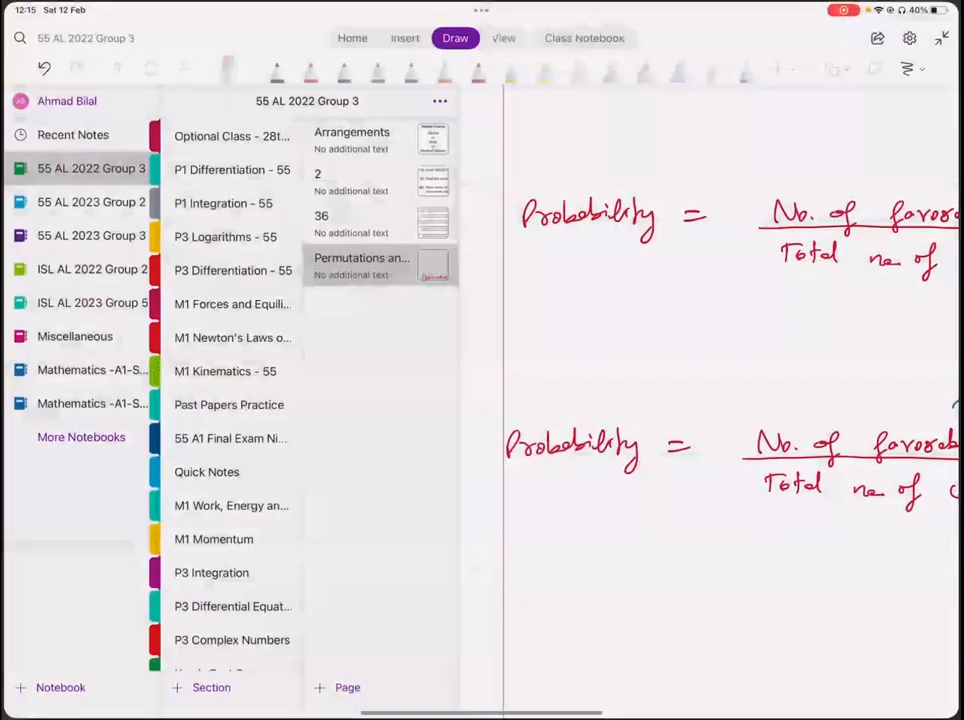 12:15 Sat 12 Feb
40%
55 AL 2022 Group 3
Home Insert Draw View Class Notebook
Ahmad Bilal
Recent Notes
55 AL 2022 Group 3
55 AL 2023 Group 2
55 AL 2023 Group 3
ISL AL 2022 Group 2
ISL AL 2023 Group 5
Miscellaneous
Mathematics -A1-S...
Mathematics -A1-S...
More Notebooks
+ Notebook
55 AL 2022 Group 3
Optional Class - 28t...
P1 Differentiation - 55
P1 Integration - 55
P3 Logarithms - 55
P3 Differentiation - 55
M1 Forces and Equili...
M1 Newton's Laws o...
M1 Kinematics - 55
Past Papers Practice
55 A1 Final Exam Ni...
Quick Notes
M1 Work, Energy an...
M1 Momentum
P3 Integration
P3 Differential Equat...
P3 Complex Numbers
+ Section
Arrangements
No additional text
2
No additional text
36
No additional text
Permutations an...
No additional text
+ Page
Probability = No. of favora
Total no of
Probability = No. of favorab
Total no of